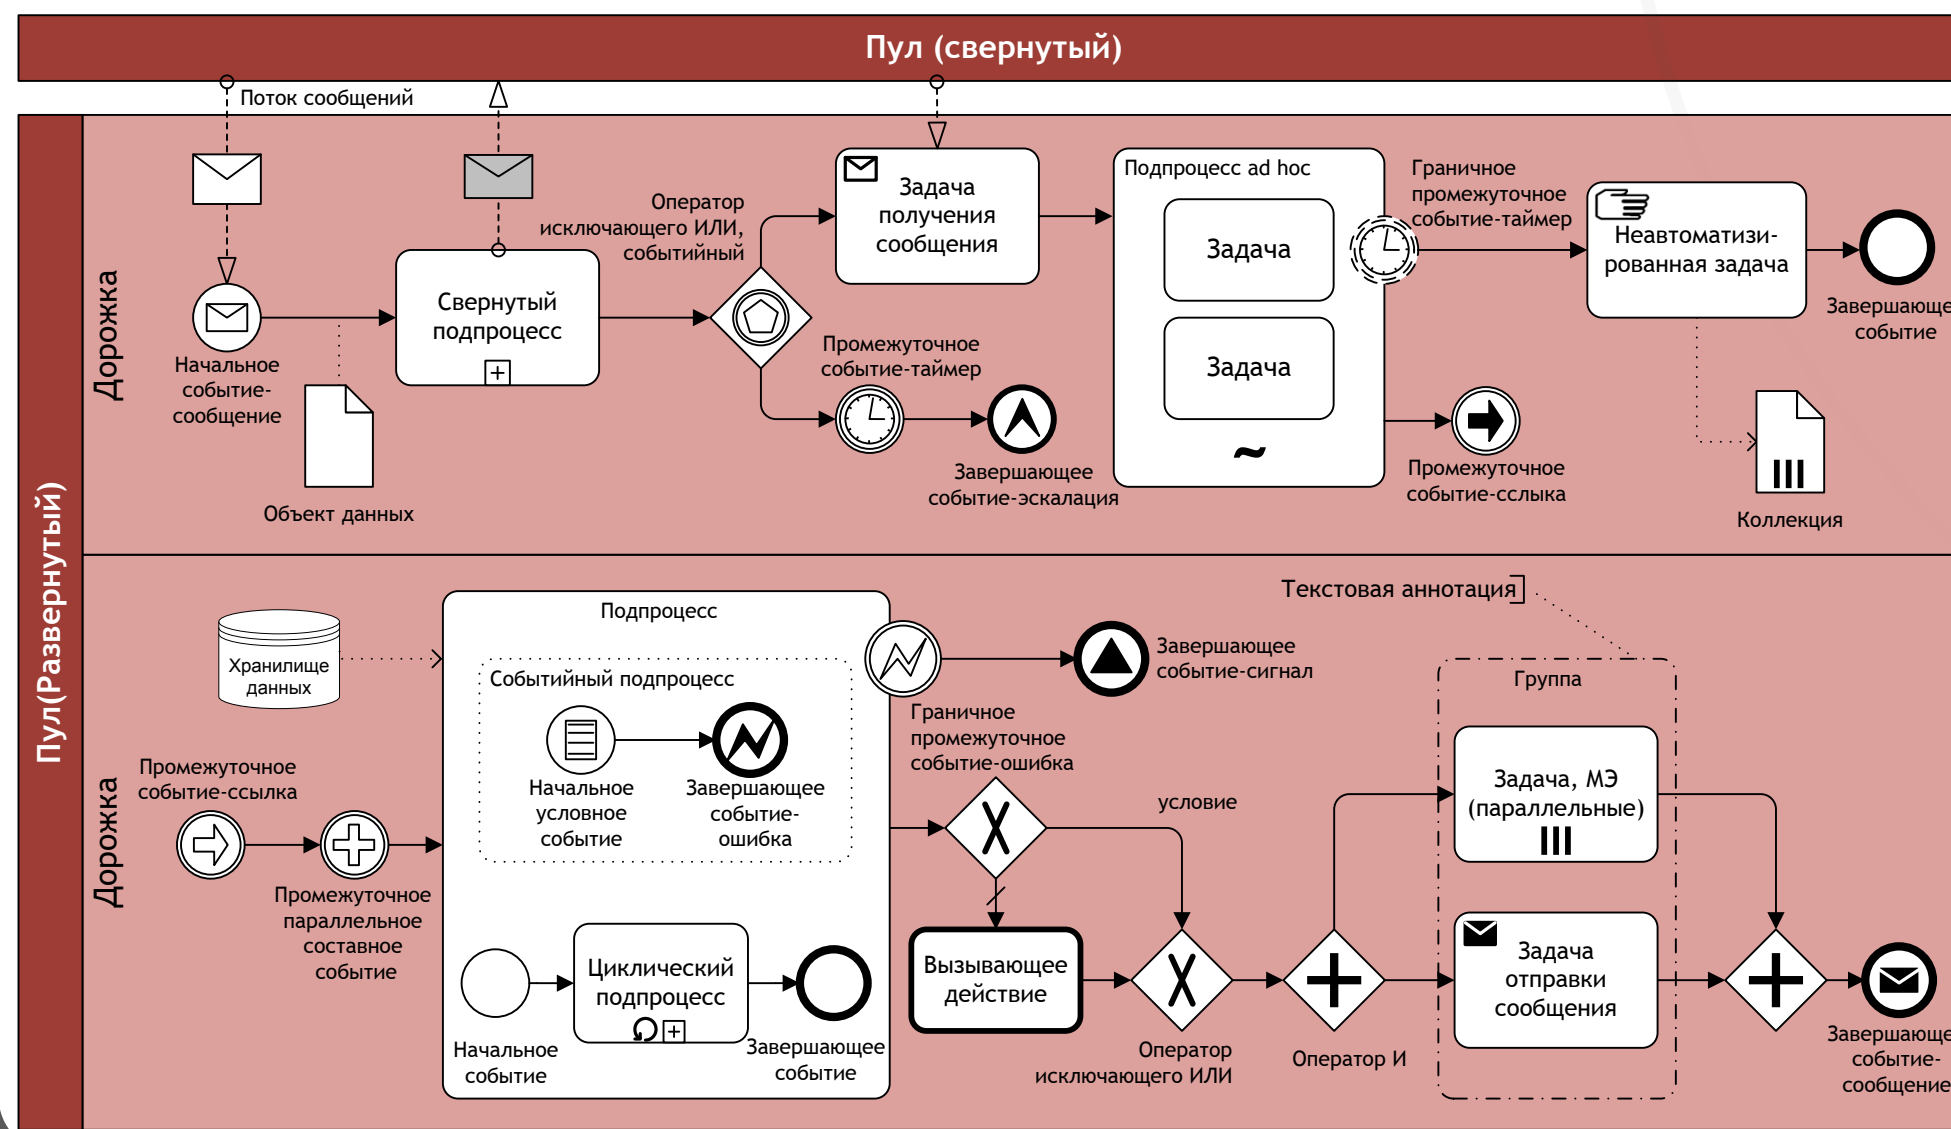 Пул (свернутый)
Поток сообщений
Пул(Развернутый)
Дорожка
Начальное
событие-
сообщение
Объект данных
Свернутый
подпроцесс
Оператор
исключающего ИЛИ,
событийный
Задача
получения
сообщения
Промежуточное
событие-таймер
Завершающее
событие-эскалация
Подпроцесс ad hoc
Задача
Задача
Граничное
промежуточное
событие-таймер
Промежуточное
событие-сслыка
Неавтоматизи-
рованная задача
Завершающе
событие
Коллекция
Дорожка
Хранилище
данных
Промежуточное
событие-ссылка
Промежуточное
параллельное
составное
событие
Подпроцесс
Событийный подпроцесс
Начальное
условное
событие
Завершающее
событие-
ошибка
Начальное
событие
Циклический
подпроцесс
Завершающее
событие
Завершающее
событие-сигнал
Граничное
промежуточное
событие-ошибка
условие
Вызывающее
действие
Оператор
исключающего ИЛИ
Оператор И
Текстовая аннотация
Группа
Задача, МЭ
(параллельные)
Задача
отправки
сообщения
Завершающе
событие-
сообщение